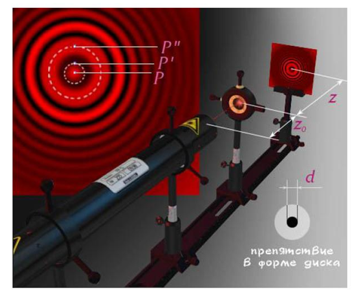 P"
P'
P
z
z₀
d
препятствие
в форме диска